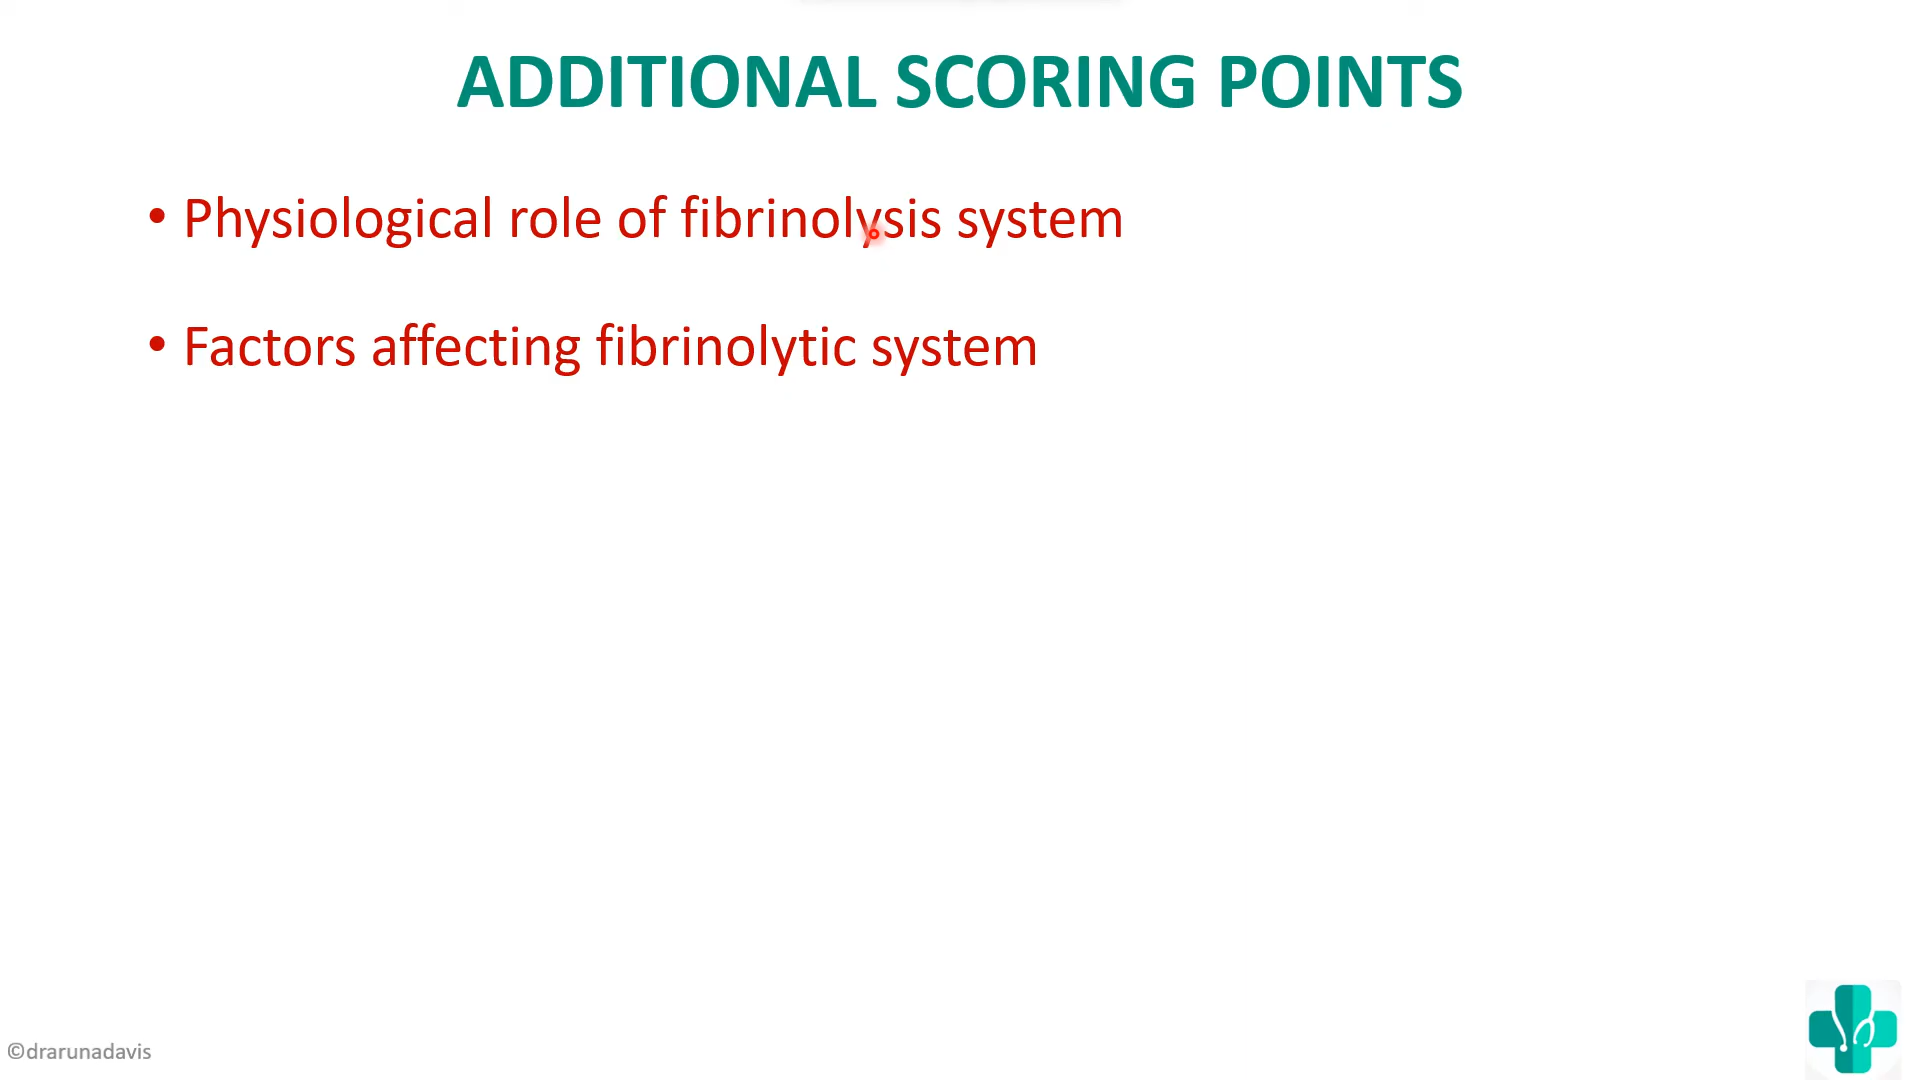 ADDITIONAL SCORING POINTS
• Physiological role of fibrinolysis system
• Factors affecting fibrinolytic system
©drarunadavis